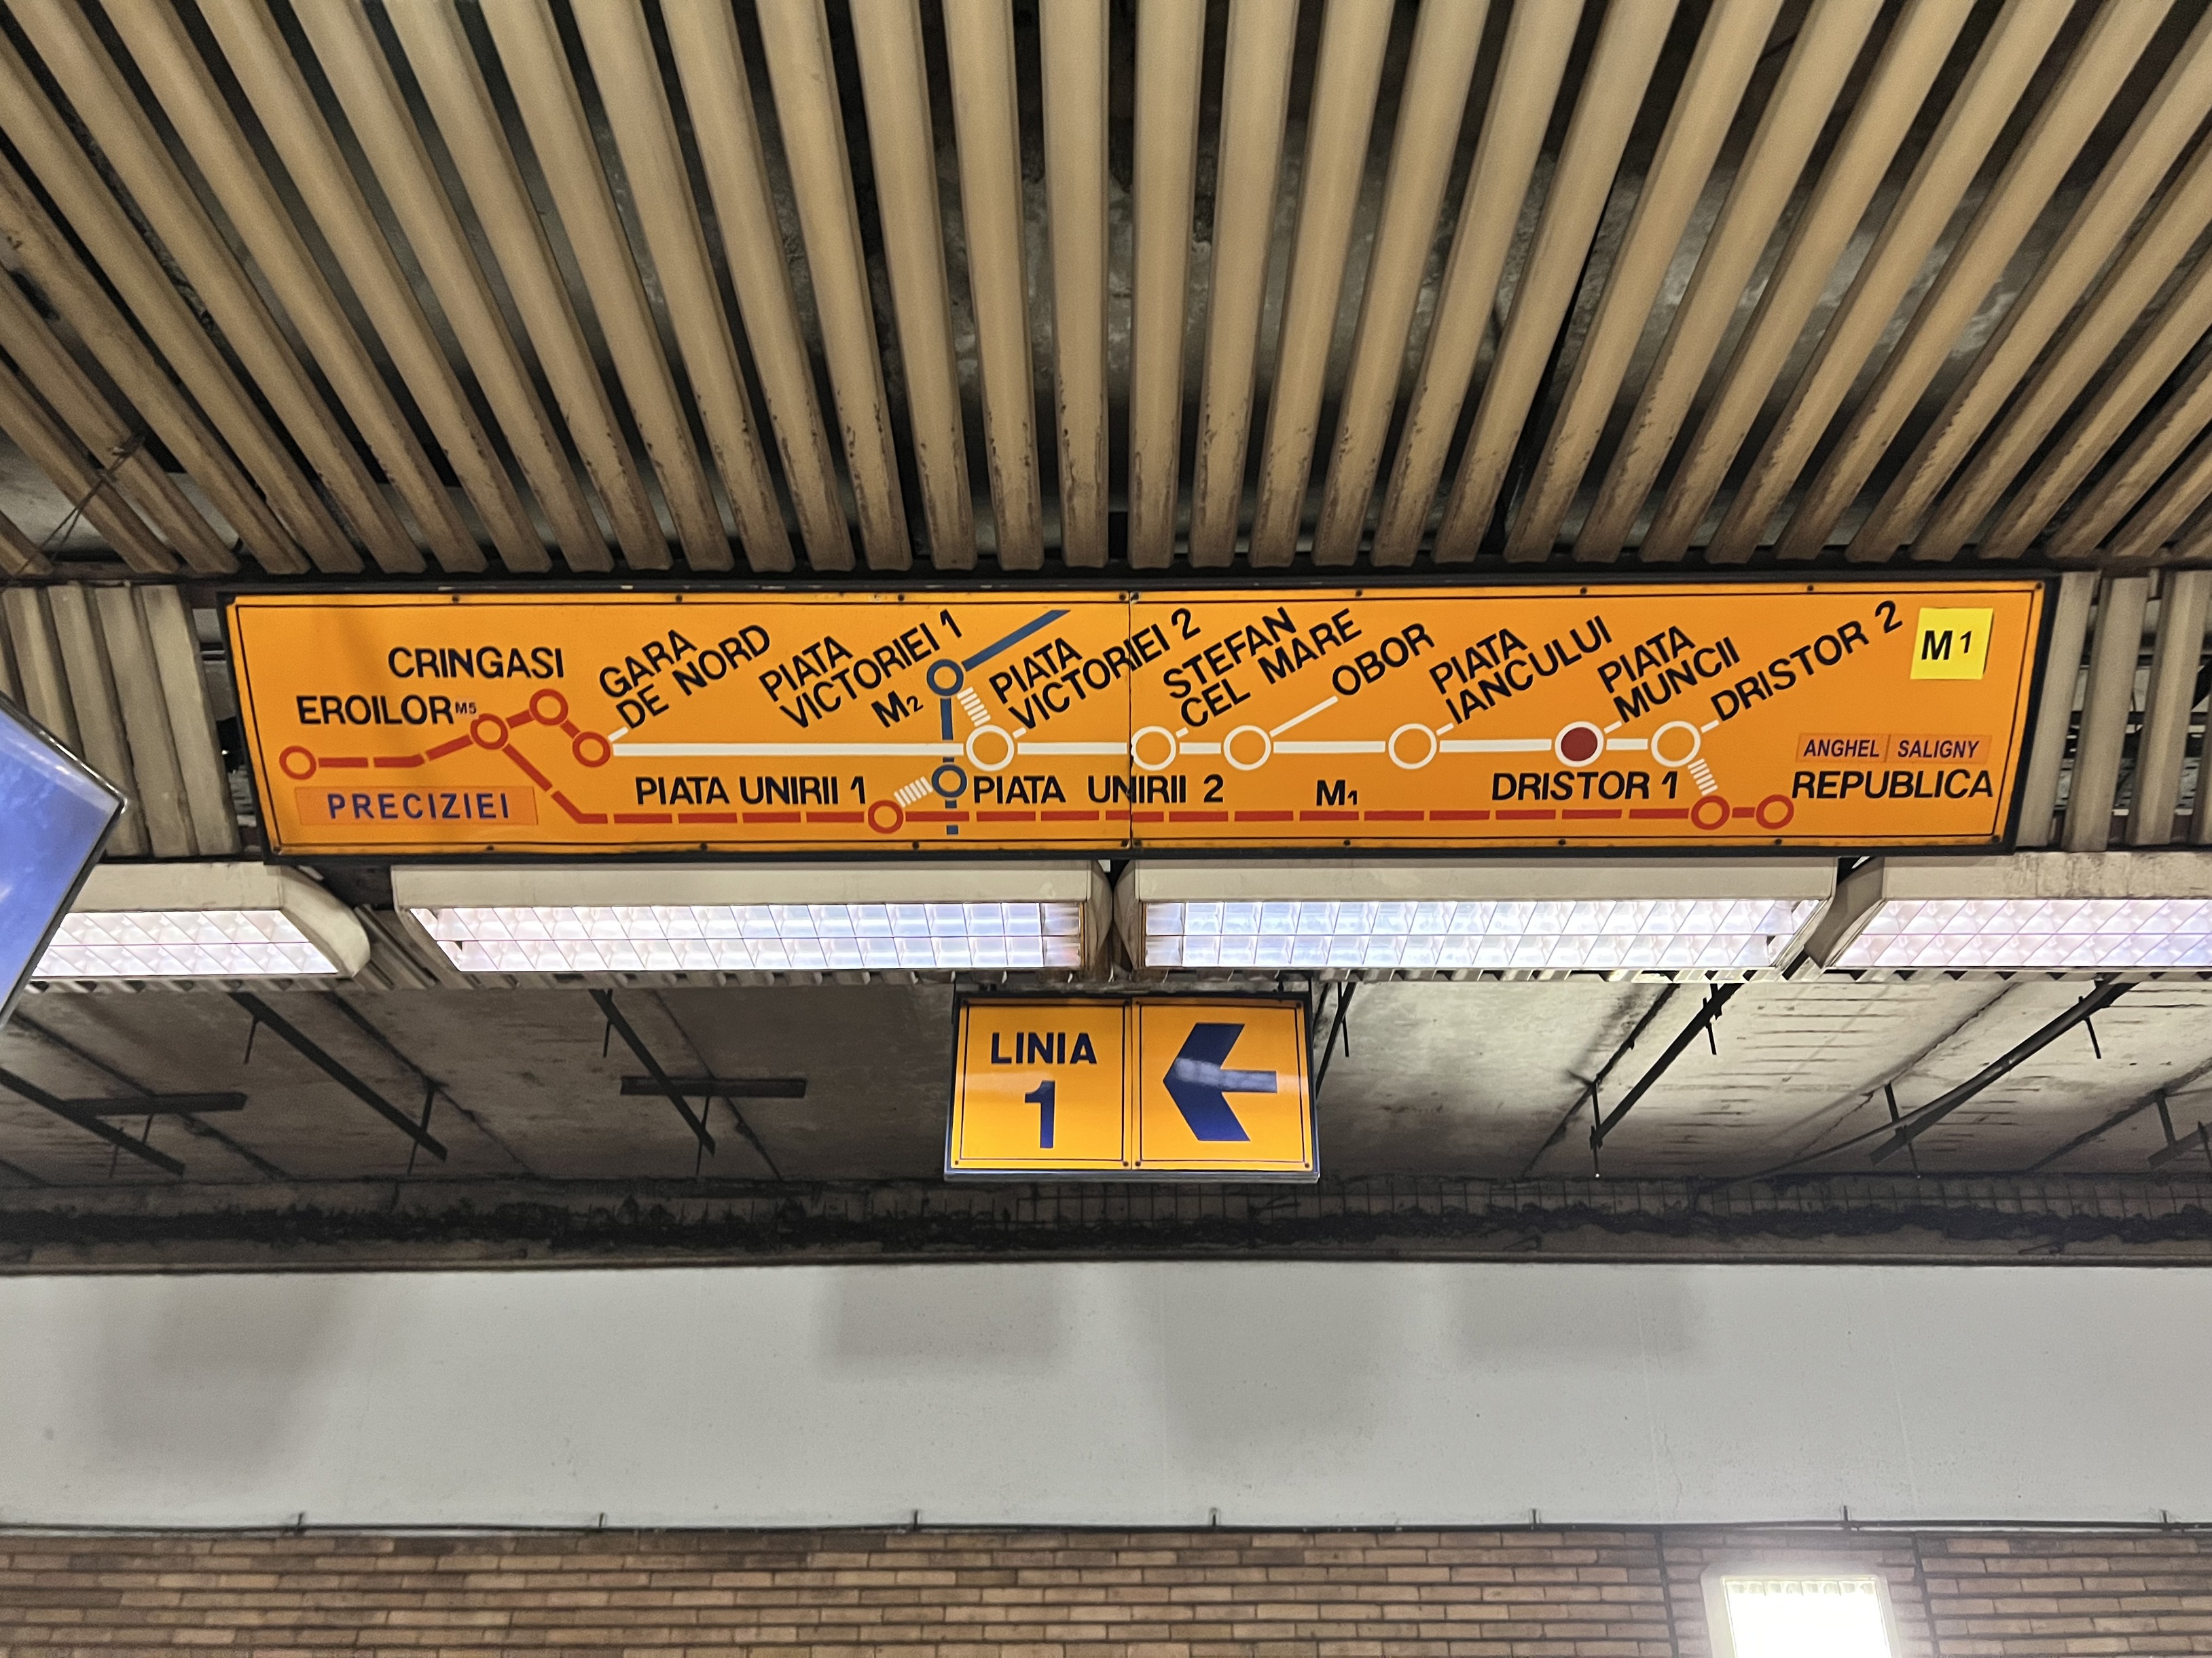 CRINGASI
EROILOR M5
PRECIZIEI
GARA
DE NORD
PIATA
VICTORIEI 1
M2
PIATA
VICTORIEI 2
STEFAN
CEL MARE
OBOR
PIATA
IANCULUI
PIATA
MUNCII
DRISTOR 2
M 1
PIATA UNIRII 1
PIATA UNIRII 2
M1
DRISTOR 1
ANGHEL SALIGNY
REPUBLICA
LINIA
1